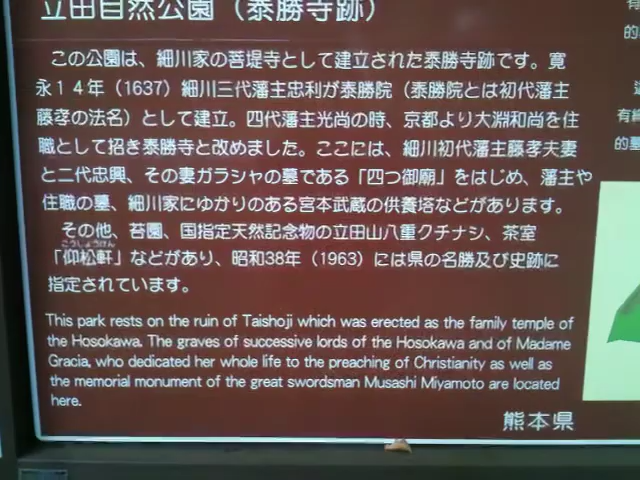 立田自然公園（泰勝寺跡）
この公園は、細川家の菩堤寺として建立された泰勝寺跡です。寛
永１４年（1637）細川三代藩主忠利が泰勝院（泰勝院とは初代藩主
藤孝の法名）として建立。四代藩主光尚の時、京都より大淵和尚を住
職として招き泰勝寺と改めました。ここには、細川初代藩主藤孝夫妻
と二代忠興、その妻ガラシャの墓である「四つ御廟」をはじめ、藩主や
住職の墓、細川家にゆかりのある宮本武蔵の供養塔などがあります。
その他、苔園、国指定天然記念物の立田山八重クチナシ、茶室
こうしょうけん
「仰松軒」などがあり、昭和38年（1963）には県の名勝及び史跡に
指定されています。
This park rests on the ruin of Taishoji which was erected as the family temple of
the Hosokawa. The graves of successive lords of the Hosokawa and of Madame
Gracia, who dedicated her whole life to the preaching of Christianity as well as
the memorial monument of the great swordsman Musashi Miyamoto are located
here.
熊本県